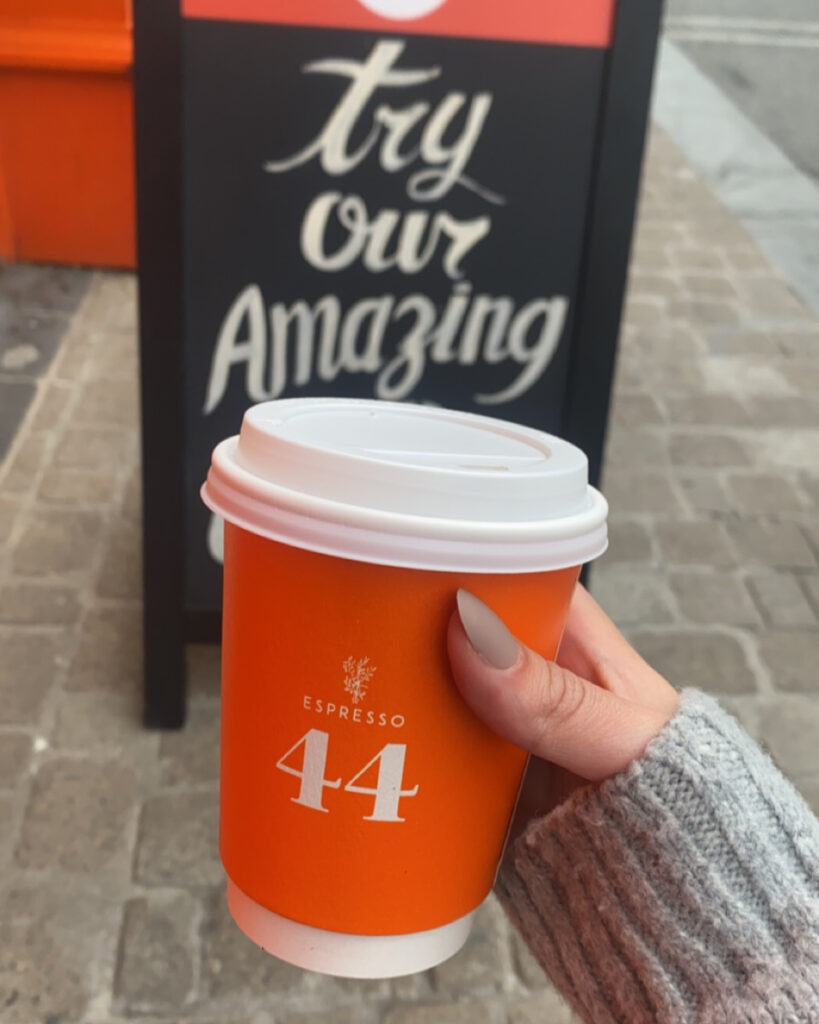 try
our
Amazing
ESPRESSO
44